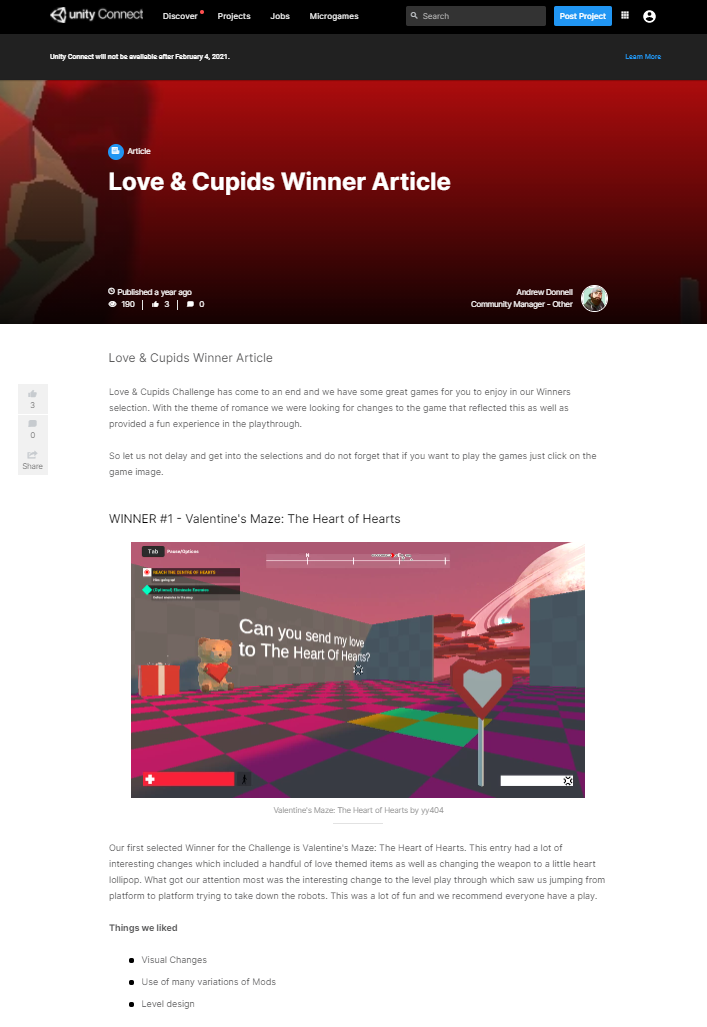 unity Connect Discover Projects Jobs Microgames Search Post Project
Unity Connect will not be available after February 4, 2021. Learn More
Article
Love & Cupids Winner Article
Published a year ago
190 3 0
Andrew Donnell
Community Manager - Other
Love & Cupids Winner Article
Love & Cupids Challenge has come to an end and we have some great games for you to enjoy in our Winners
selection. With the theme of romance we were looking for changes to the game that reflected this as well as
provided a fun experience in the playthrough.
3
0
Share
So let us not delay and get into the selections and do not forget that if you want to play the games just click on the
game image.
WINNER #1 - Valentine's Maze: The Heart of Hearts
Tab Pause/Options
REACH THE CENTRE OF HEARTS
(Optional) Eliminate Enemies
Can you send my love
to The Heart Of Hearts?
Valentine's Maze: The Heart of Hearts by yy404
Our first selected Winner for the Challenge is Valentine's Maze: The Heart of Hearts. This entry had a lot of
interesting changes which included a handful of love themed items as well as changing the weapon to a little heart
lollipop. What got our attention most was the interesting change to the level play through which saw us jumping from
platform to platform trying to take down the robots. This was a lot of fun and we recommend everyone have a play.
Things we liked
Visual Changes
Use of many variations of Mods
Level design